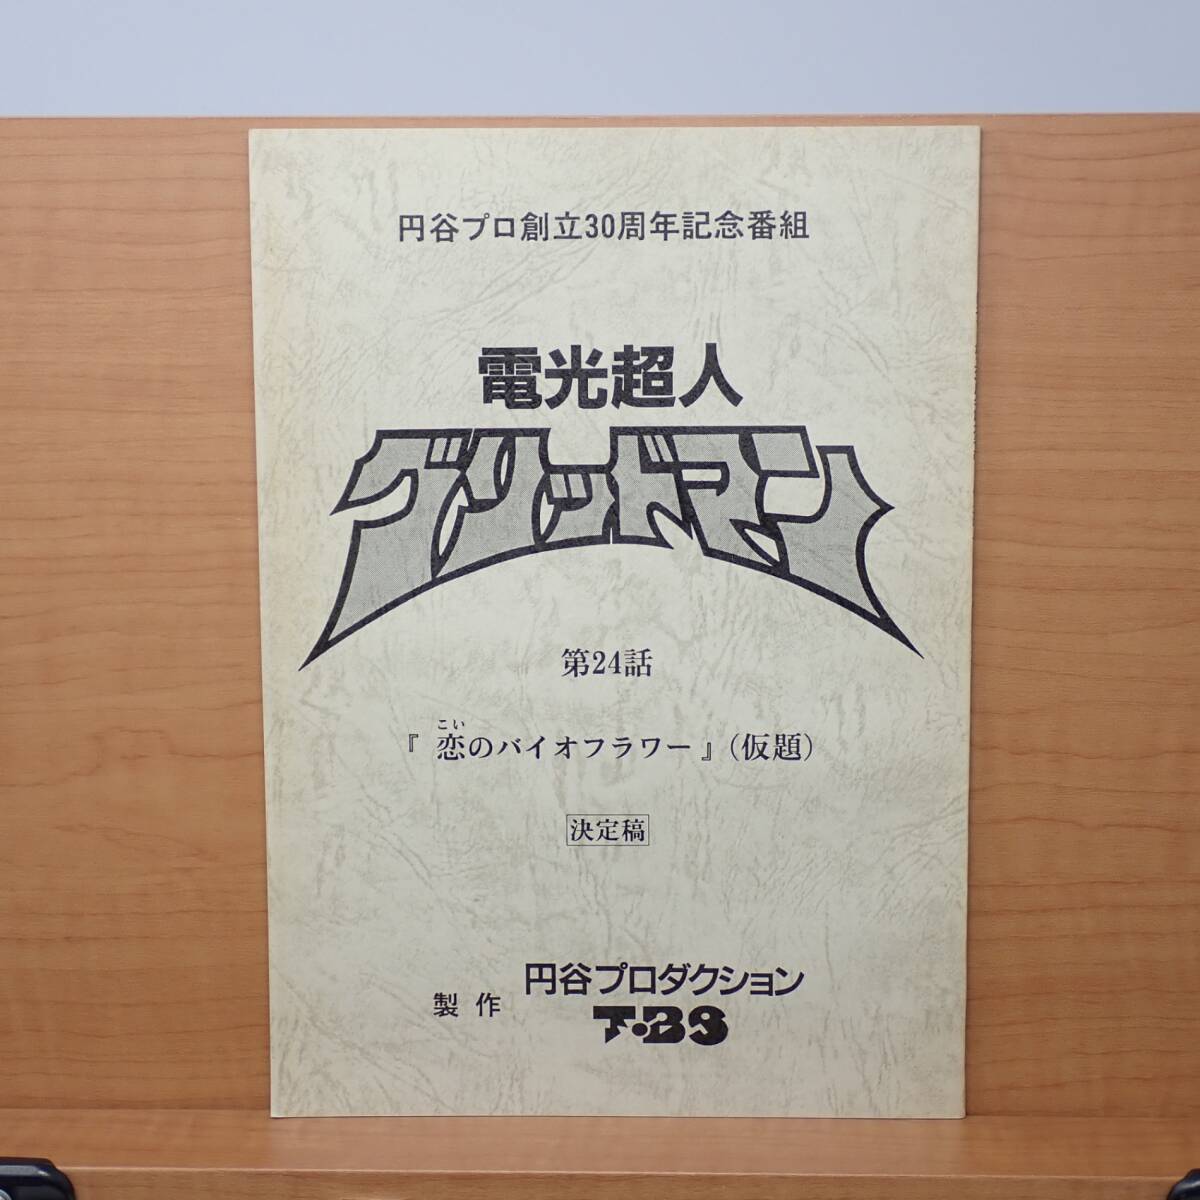 円谷プロ創立30周年記念番組
電光超人
グリッドマン
第24話
こい
『恋のバイオフラワー』(仮題)
決定稿
製作 円谷プロダクション
T・BS